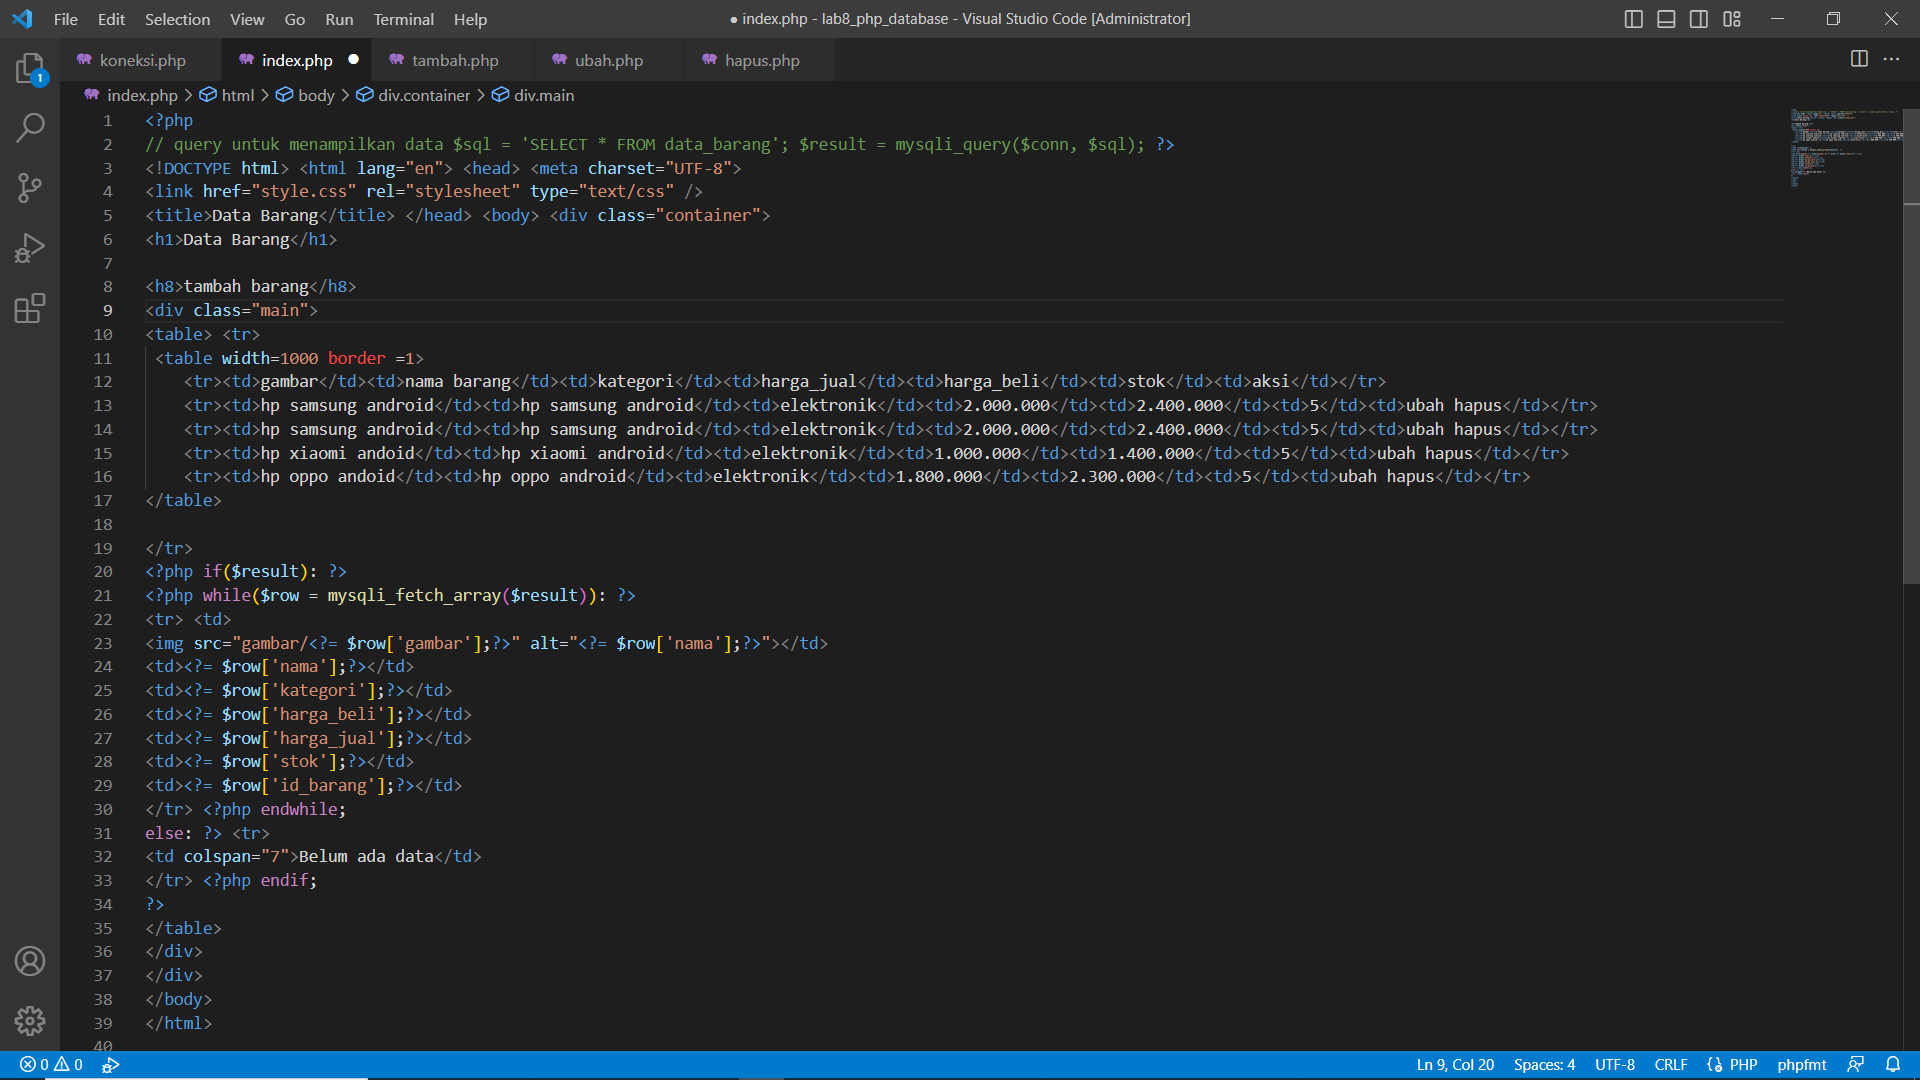 File Edit Selection View Go Run Terminal Help
● index.php - lab8_php_database - Visual Studio Code [Administrator]
koneksi.php index.php ● tambah.php ubah.php hapus.php
1
index.php > html > body > div.container > div.main
1 <?php
2 // query untuk menampilkan data $sql = 'SELECT * FROM data_barang'; $result = mysqli_query($conn, $sql); ?>
3 <!DOCTYPE html> <html lang="en"> <head> <meta charset="UTF-8">
4 <link href="style.css" rel="stylesheet" type="text/css" />
5 <title>Data Barang</title> </head> <body> <div class="container">
6 <h1>Data Barang</h1>
7
8 <h8>tambah barang</h8>
9 <div class="main">
10 <table> <tr>
11 <table width=1000 border =1>
12 <tr><td>gambar</td><td>nama barang</td><td>kategori</td><td>harga_jual</td><td>harga_beli</td><td>stok</td><td>aksi</td></tr>
13 <tr><td>hp samsung android</td><td>hp samsung android</td><td>elektronik</td><td>2.000.000</td><td>2.400.000</td><td>5</td><td>ubah hapus</td></tr>
14 <tr><td>hp samsung android</td><td>hp samsung android</td><td>elektronik</td><td>2.000.000</td><td>2.400.000</td><td>5</td><td>ubah hapus</td></tr>
15 <tr><td>hp xiaomi andoid</td><td>hp xiaomi android</td><td>elektronik</td><td>1.000.000</td><td>1.400.000</td><td>5</td><td>ubah hapus</td></tr>
16 <tr><td>hp oppo andoid</td><td>hp oppo android</td><td>elektronik</td><td>1.800.000</td><td>2.300.000</td><td>5</td><td>ubah hapus</td></tr>
17 </table>
18
19 </tr>
20 <?php if($result): ?>
21 <?php while($row = mysqli_fetch_array($result)): ?>
22 <tr> <td>
23 <img src="gambar/<?= $row['gambar'];?>" alt="<?= $row['nama'];?>"></td>
24 <td><?= $row['nama'];?></td>
25 <td><?= $row['kategori'];?></td>
26 <td><?= $row['harga_beli'];?></td>
27 <td><?= $row['harga_jual'];?></td>
28 <td><?= $row['stok'];?></td>
29 <td><?= $row['id_barang'];?></td>
30 </tr> <?php endwhile;
31 else: ?> <tr>
32 <td colspan="7">Belum ada data</td>
33 </tr> <?php endif;
34 ?>
35 </table>
36 </div>
37 </div>
38 </body>
39 </html>
40
0 0 Ln 9, Col 20 Spaces: 4 UTF-8 CRLF PHP phpfmt